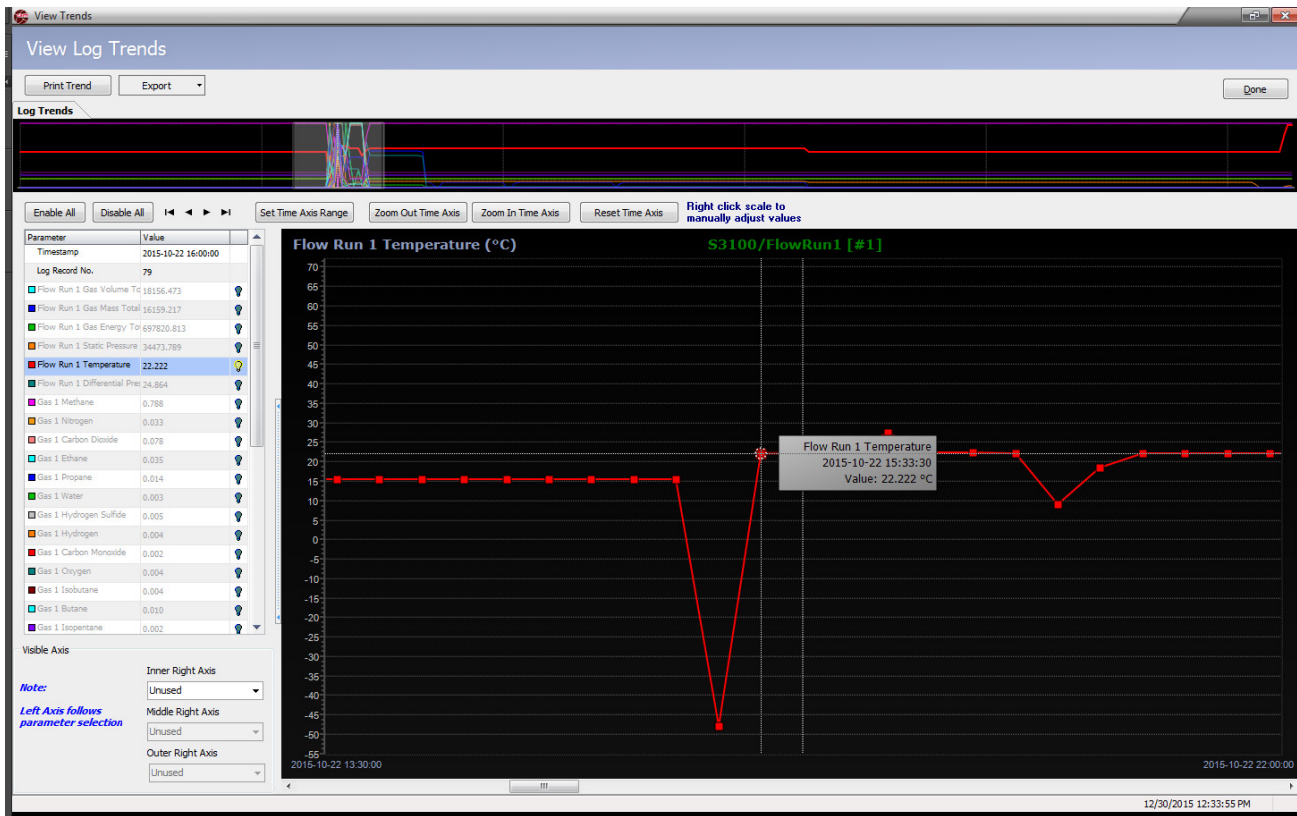 View Trends
View Log Trends
Print Trend
Export
Done
Log Trends
Enable All
Disable All
Set Time Axis Range
Zoom Out Time Axis
Zoom In Time Axis
Reset Time Axis
Right click scale to
manually adjust values
Parameter Value
Timestamp 2015-10-22 16:00:00
Log Record No. 79
Flow Run 1 Gas Volume To 18156.473
Flow Run 1 Gas Mass Total 16159.217
Flow Run 1 Gas Energy To 697820.813
Flow Run 1 Static Pressure 34473.789
Flow Run 1 Temperature 22.222
Flow Run 1 Differential Pre 24.864
Gas 1 Methane 0.788
Gas 1 Nitrogen 0.033
Gas 1 Carbon Dioxide 0.078
Gas 1 Ethane 0.035
Gas 1 Propane 0.014
Gas 1 Water 0.003
Gas 1 Hydrogen Sulfide 0.005
Gas 1 Hydrogen 0.004
Gas 1 Carbon Monoxide 0.002
Gas 1 Oxygen 0.004
Gas 1 Isobutane 0.004
Gas 1 Butane 0.010
Gas 1 Isopentane 0.002
Visible Axis
Note:
Left Axis follows
parameter selection
Inner Right Axis
Unused
Middle Right Axis
Unused
Outer Right Axis
Unused
Flow Run 1 Temperature (°C)
S3100/FlowRun1 [#1]
70
65
60
55
50
45
40
35
30
25
20
15
10
5
0
-5
-10
-15
-20
-25
-30
-35
-40
-45
-50
-55
Flow Run 1 Temperature
2015-10-22 15:33:30
Value: 22.222 °C
2015-10-22 13:30:00
2015-10-22 22:00:00
12/30/2015 12:33:55 PM